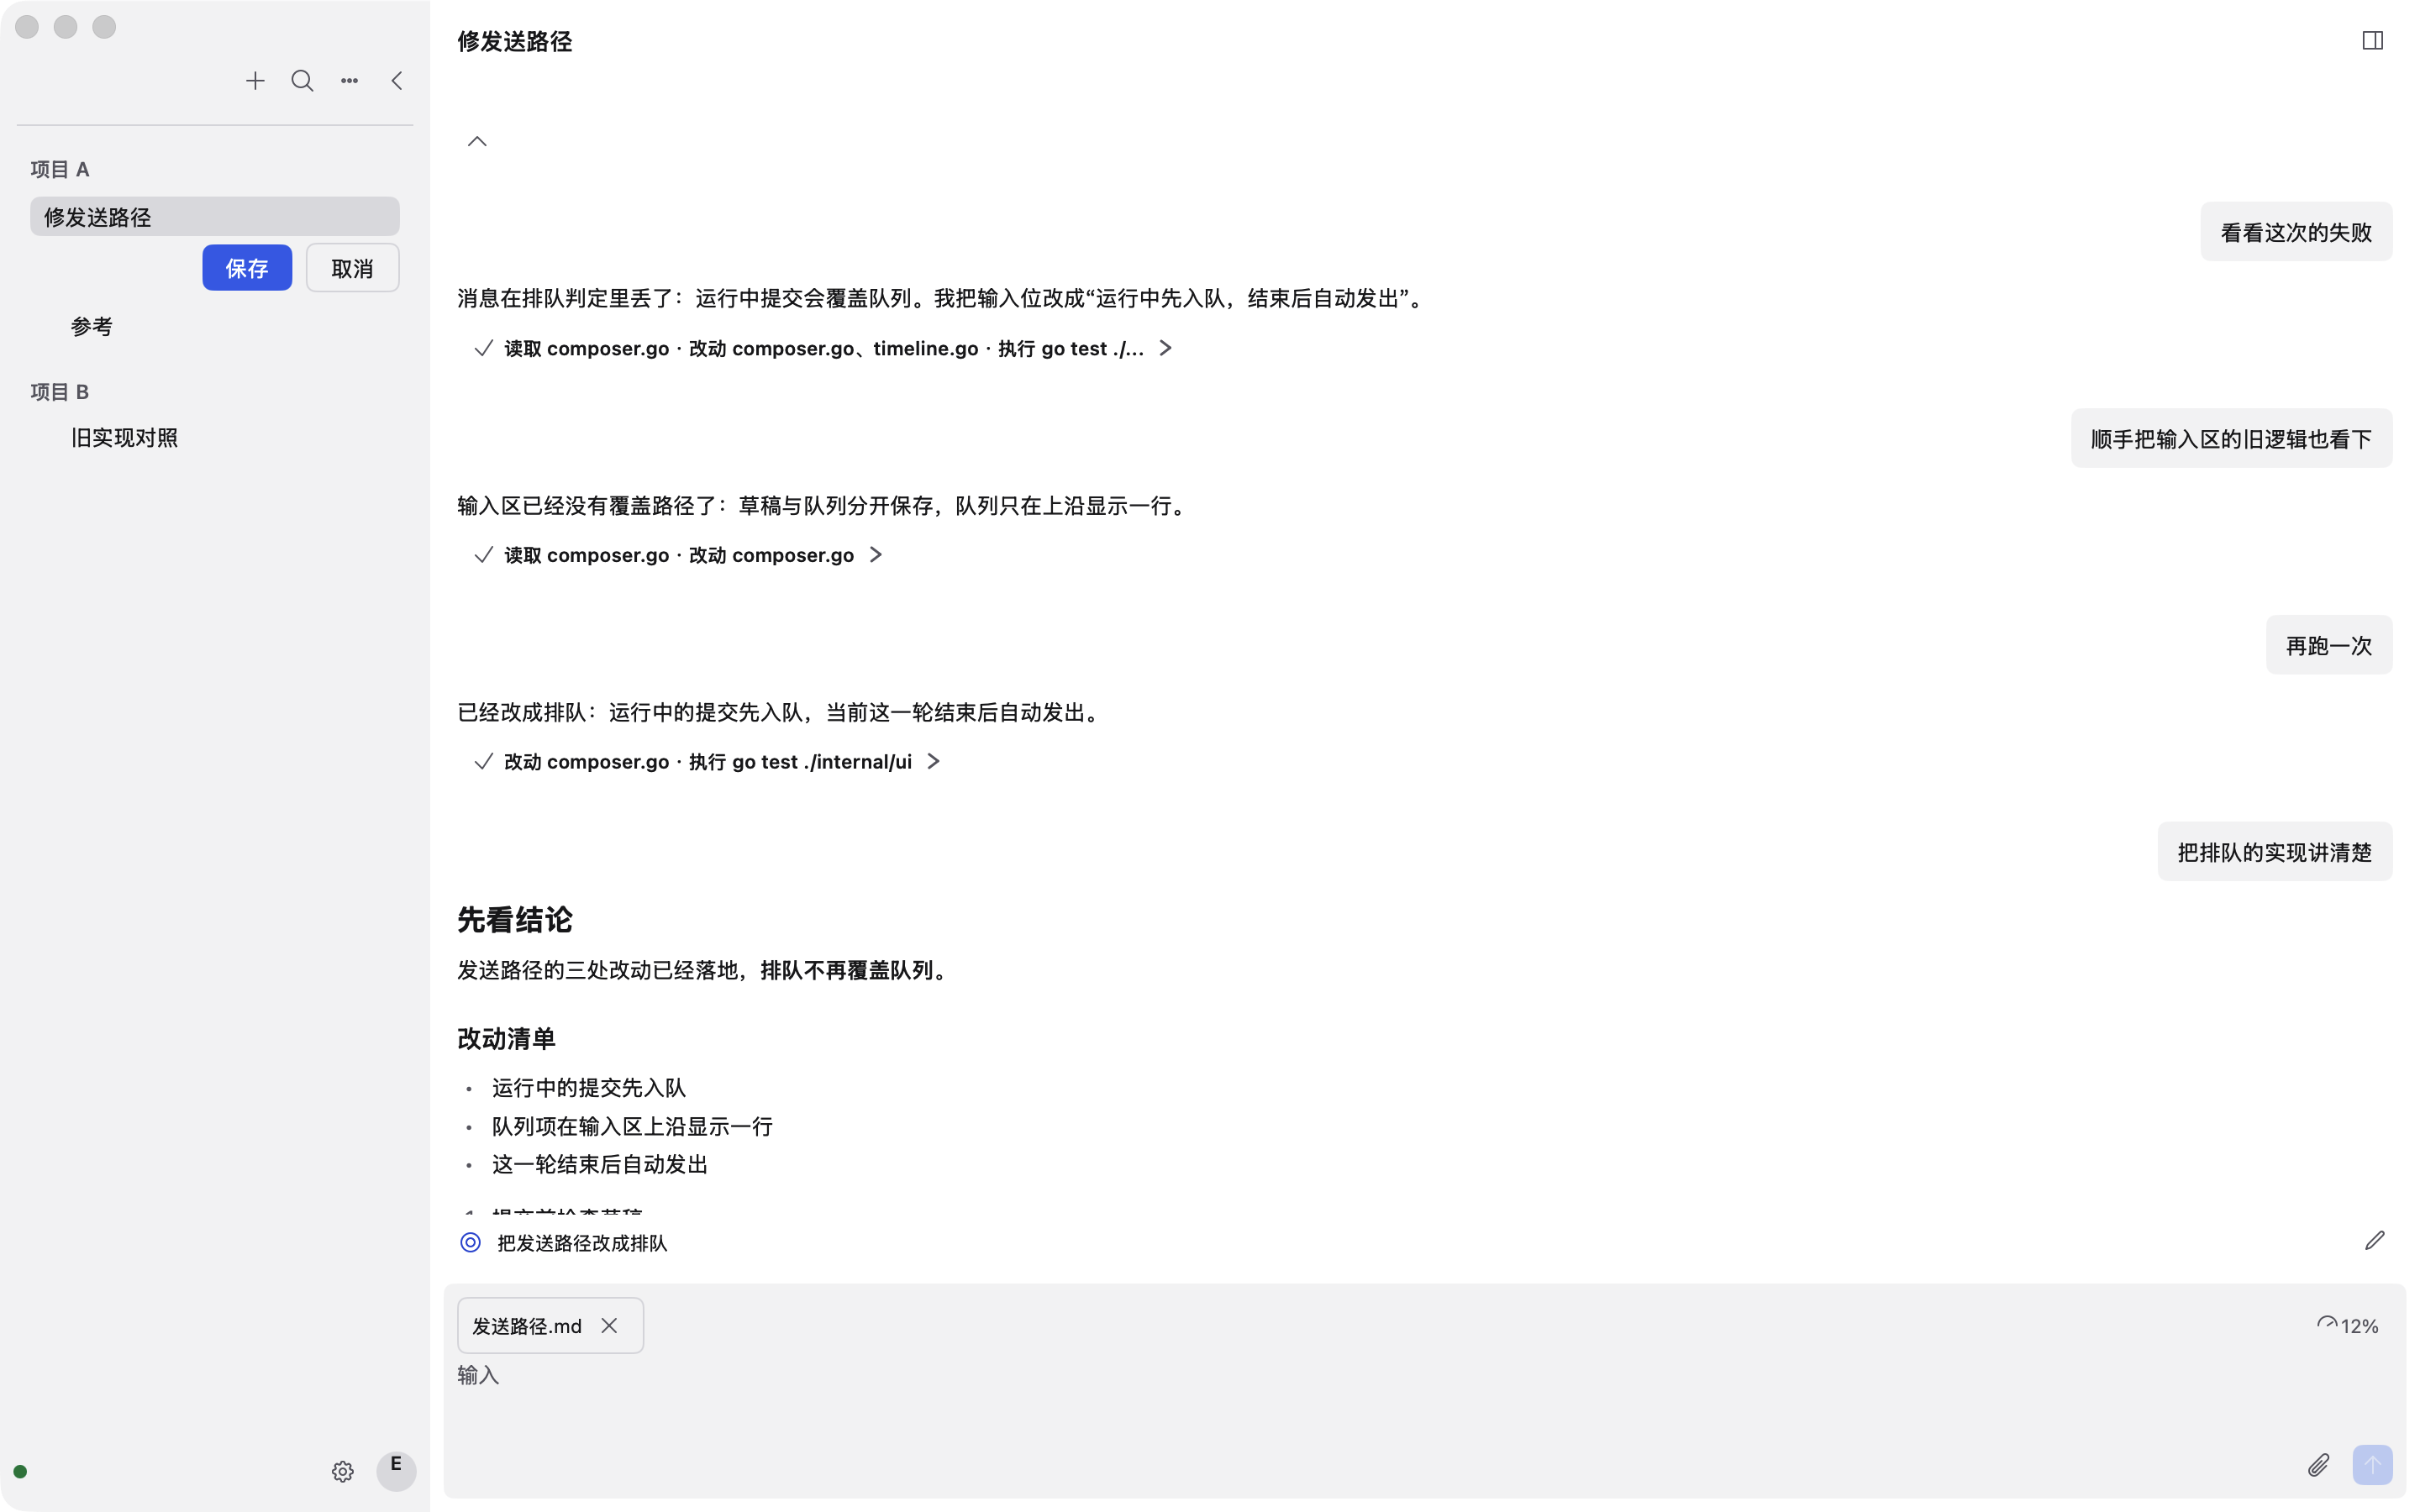 修发送路径
项目 A
修发送路径
保存
取消
参考
项目 B
旧实现对照
E
看看这次的失败
消息在排队判定里丢了：运行中提交会覆盖队列。我把输入位改成“运行中先入队，结束后自动发出”。
读取 composer.go · 改动 composer.go、timeline.go · 执行 go test ./...
顺手把输入区的旧逻辑也看下
输入区已经没有覆盖路径了：草稿与队列分开保存，队列只在上沿显示一行。
读取 composer.go · 改动 composer.go
再跑一次
已经改成排队：运行中的提交先入队，当前这一轮结束后自动发出。
改动 composer.go · 执行 go test ./internal/ui
把排队的实现讲清楚
先看结论
发送路径的三处改动已经落地，排队不再覆盖队列。
改动清单
• 运行中的提交先入队
• 队列项在输入区上沿显示一行
• 这一轮结束后自动发出
把发送路径改成排队
发送路径.md
12%
输入